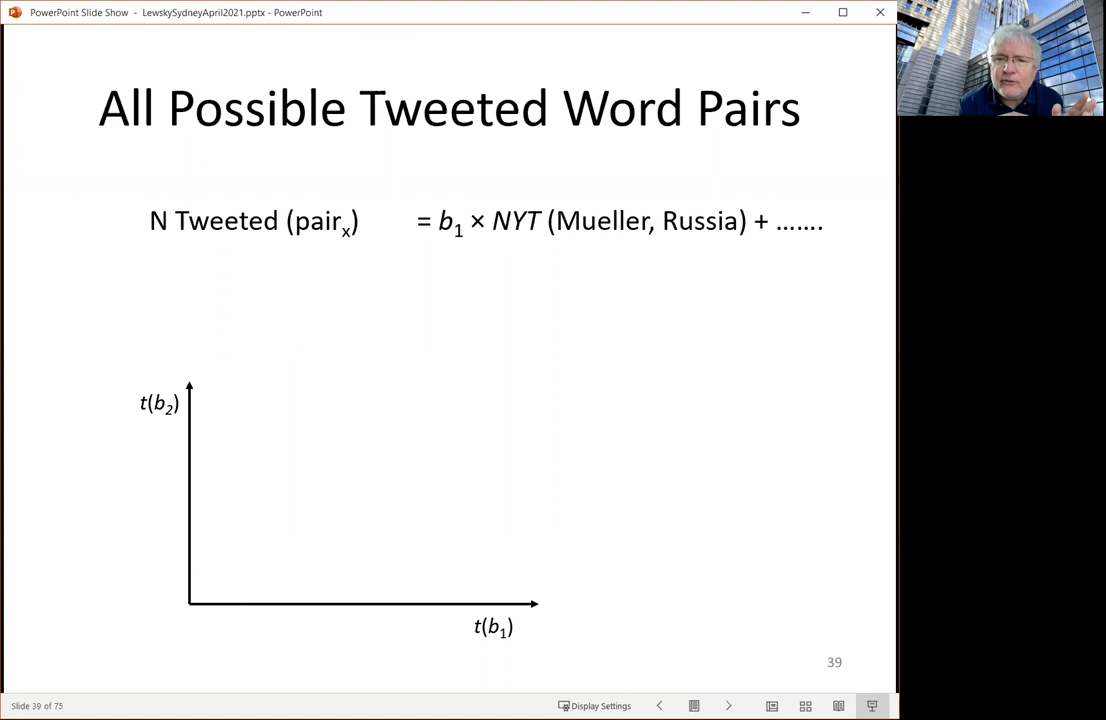 PowerPoint Slide Show - LewskySydneyApril2021.pptx - PowerPoint
All Possible Tweeted Word Pairs
N Tweeted (pairₓ) = b₁ × NYT (Mueller, Russia) + .......
t(b₂)
t(b₁)
39
Slide 39 of 75
Display Settings